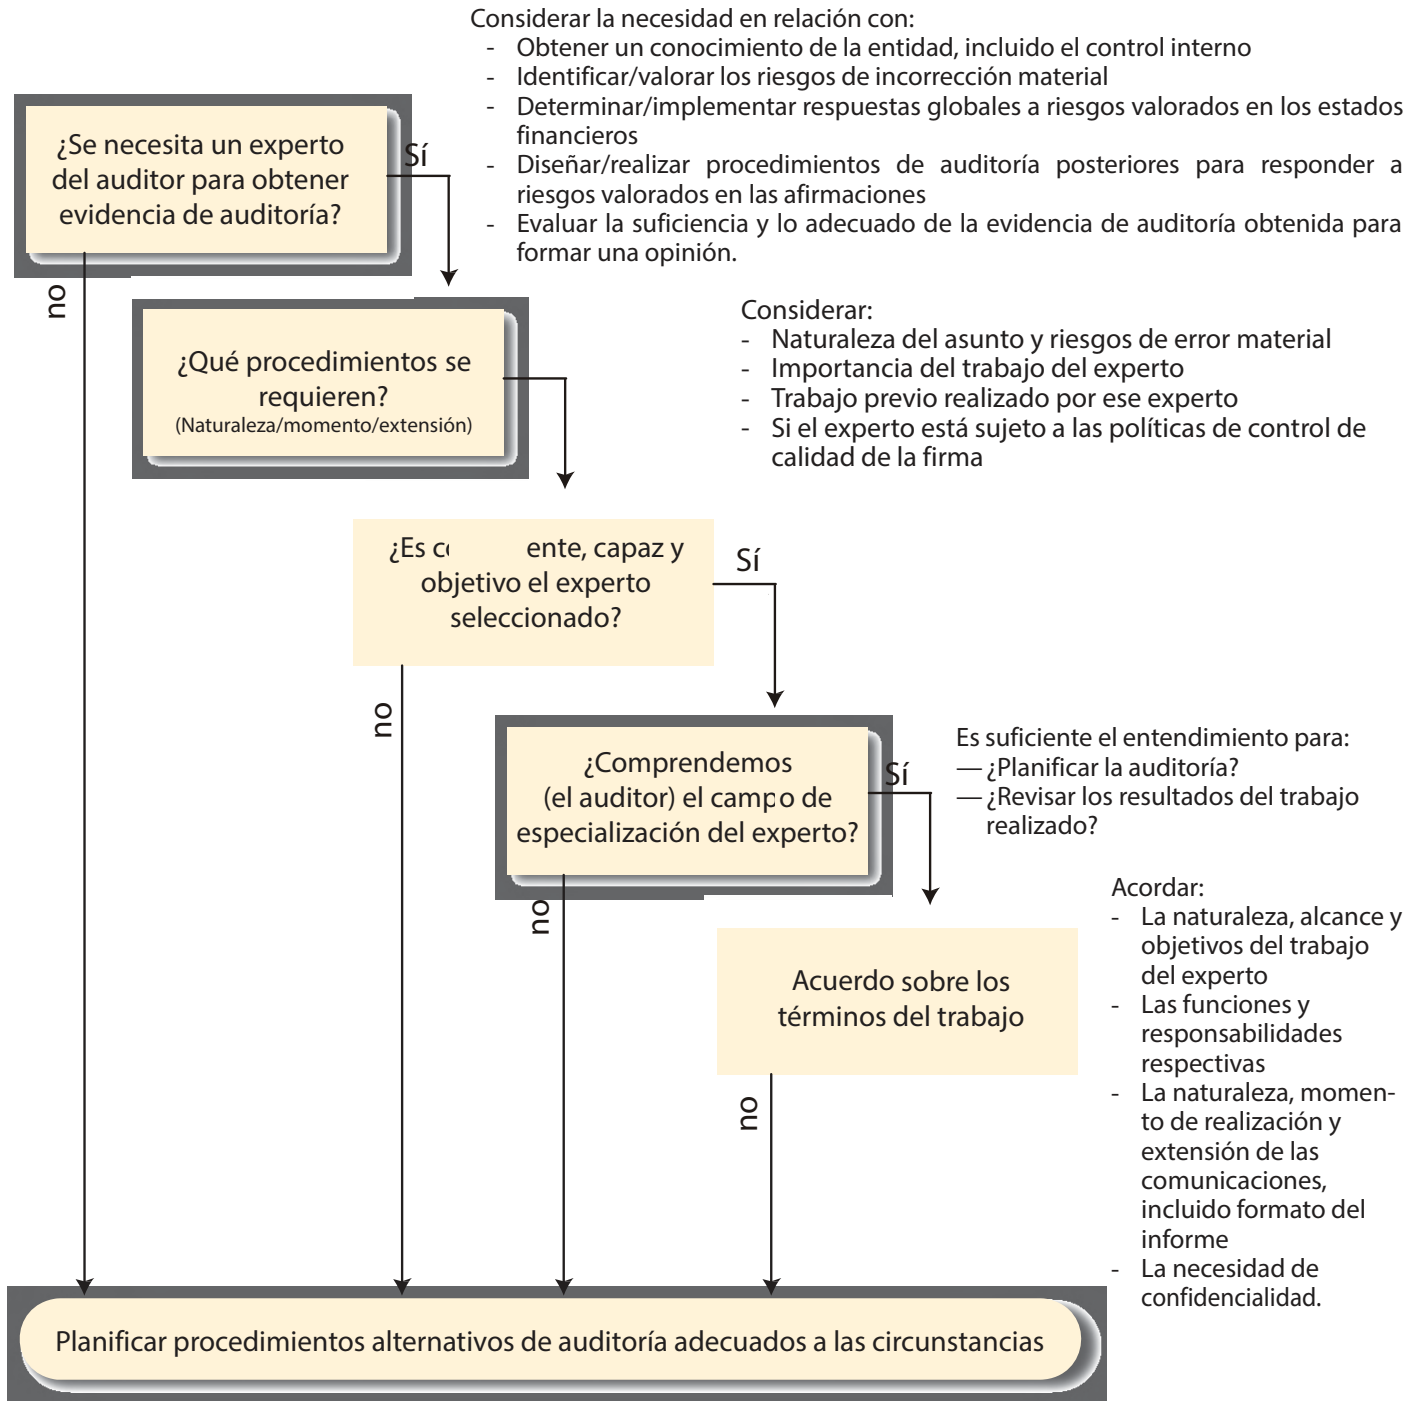 Considerar la necesidad en relación con:
- Obtener un conocimiento de la entidad, incluido el control interno
- Identificar/valorar los riesgos de incorrección material
- Determinar/implementar respuestas globales a riesgos valorados en los estados
financieros
- Diseñar/realizar procedimientos de auditoría posteriores para responder a
riesgos valorados en las afirmaciones
- Evaluar la suficiencia y lo adecuado de la evidencia de auditoría obtenida para
formar una opinión.
¿Se necesita un experto
del auditor para obtener
evidencia de auditoría?
Sí
no
¿Qué procedimientos se
requieren?
(Naturaleza/momento/extensión)
Considerar:
- Naturaleza del asunto y riesgos de error material
- Importancia del trabajo del experto
- Trabajo previo realizado por ese experto
- Si el experto está sujeto a las políticas de control de
calidad de la firma
¿Es ente, capaz y
objetivo el experto
seleccionado?
Sí
no
¿Comprendemos
(el auditor) el campo de
especialización del experto?
Sí
no
Es suficiente el entendimiento para:
— ¿Planificar la auditoría?
— ¿Revisar los resultados del trabajo
realizado?
Acuerdo sobre los
términos del trabajo
no
Acordar:
- La naturaleza, alcance y
objetivos del trabajo
del experto
- Las funciones y
responsabilidades
respectivas
- La naturaleza, momen-
to de realización y
extensión de las
comunicaciones,
incluido formato del
informe
- La necesidad de
confidencialidad.
Planificar procedimientos alternativos de auditoría adecuados a las circunstancias